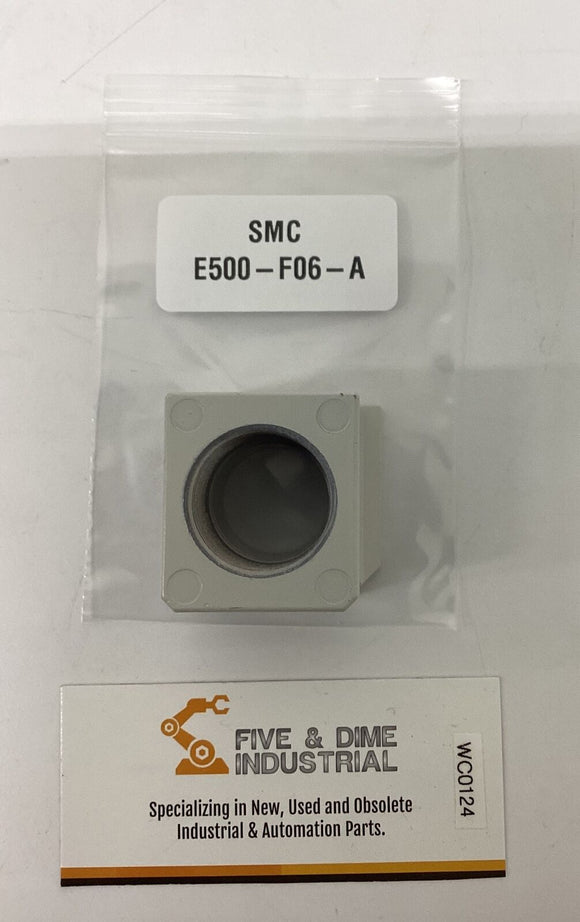 SMC
E500-F06-A
FIVE & DIME
INDUSTRIAL
WC0124
Specializing in New, Used and Obsolete
Industrial & Automation Parts.